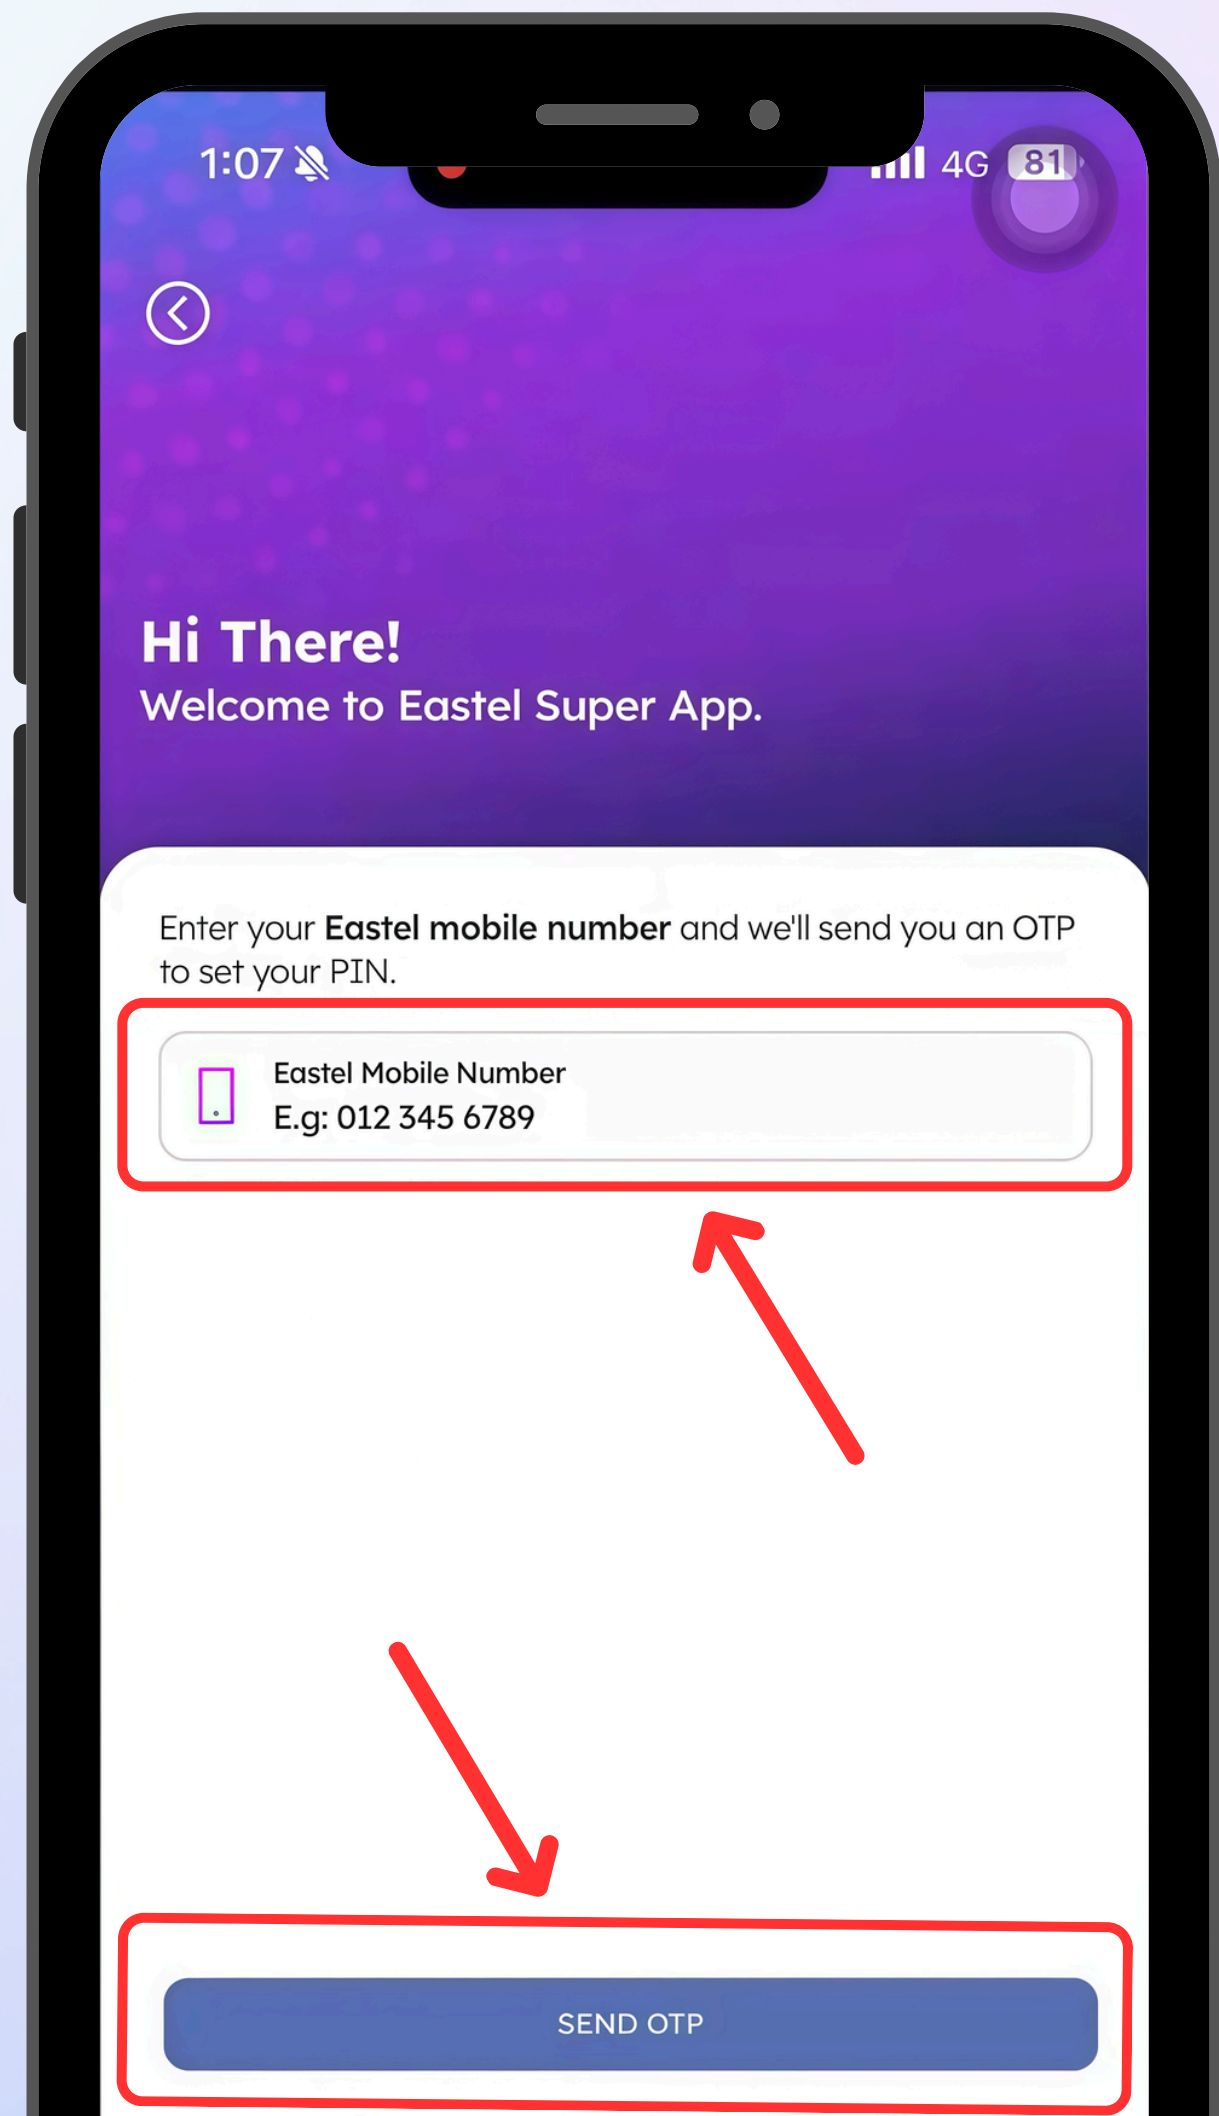 1:07 4G 81
Hi There!
Welcome to Eastel Super App.
Enter your Eastel mobile number and we'll send you an OTP
to set your PIN.
Eastel Mobile Number
E.g: 012 345 6789
SEND OTP